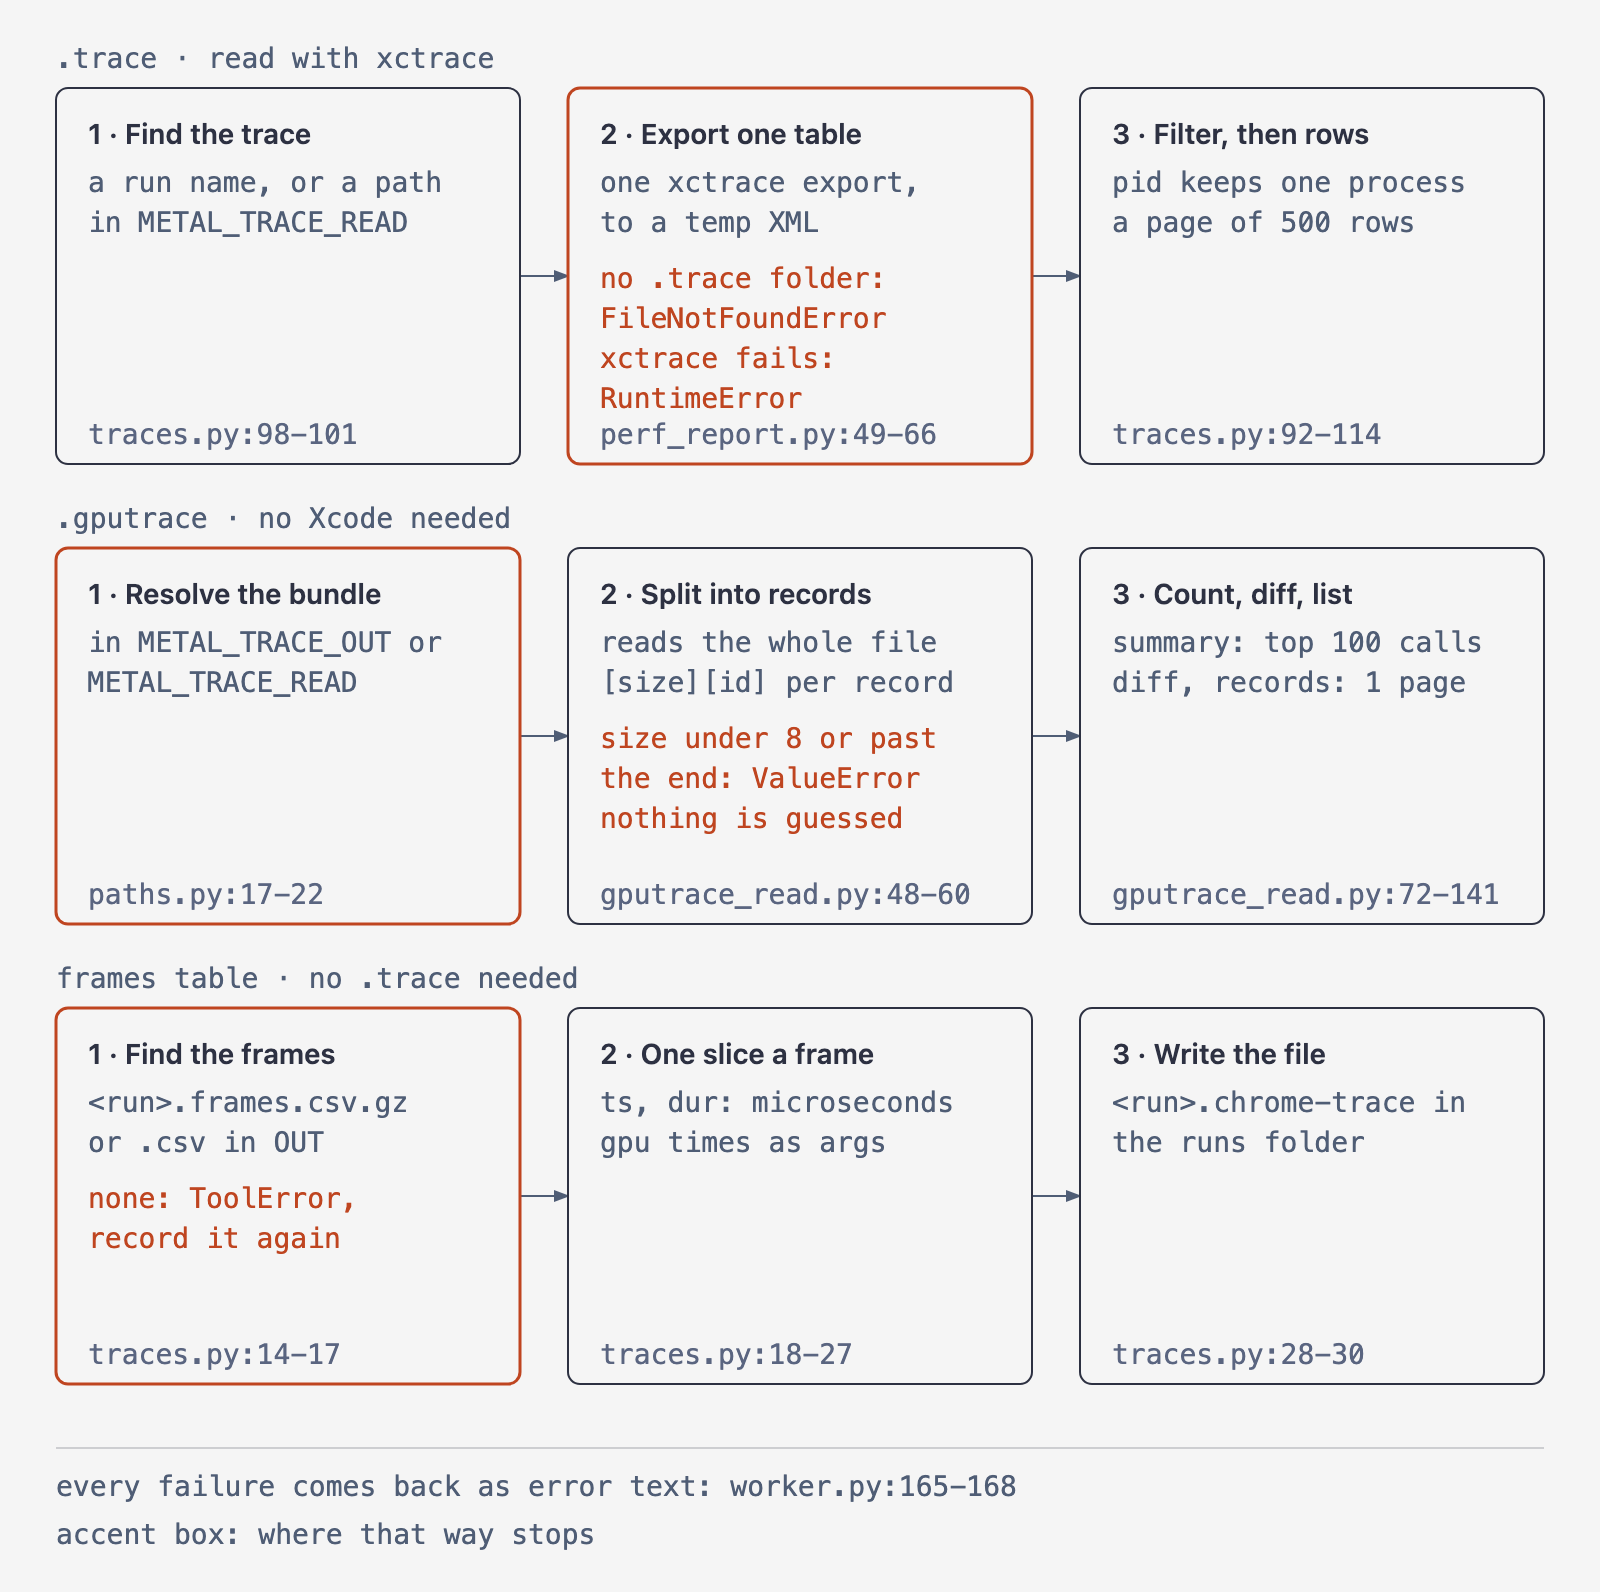 .trace · read with xctrace
1 · Find the trace
a run name, or a path
in METAL_TRACE_READ
traces.py:98–101
2 · Export one table
one xctrace export,
to a temp XML
no .trace folder:
FileNotFoundError
xctrace fails:
RuntimeError
perf_report.py:49–66
3 · Filter, then rows
pid keeps one process
a page of 500 rows
traces.py:92–114
.gputrace · no Xcode needed
1 · Resolve the bundle
in METAL_TRACE_OUT or
METAL_TRACE_READ
paths.py:17–22
2 · Split into records
reads the whole file
[size][id] per record
size under 8 or past
the end: ValueError
nothing is guessed
gputrace_read.py:48–60
3 · Count, diff, list
summary: top 100 calls
diff, records: 1 page
gputrace_read.py:72–141
frames table · no .trace needed
1 · Find the frames
<run>.frames.csv.gz
or .csv in OUT
none: ToolError,
record it again
traces.py:14–17
2 · One slice a frame
ts, dur: microseconds
gpu times as args
traces.py:18–27
3 · Write the file
<run>.chrome-trace in
the runs folder
traces.py:28–30
every failure comes back as error text: worker.py:165–168
accent box: where that way stops